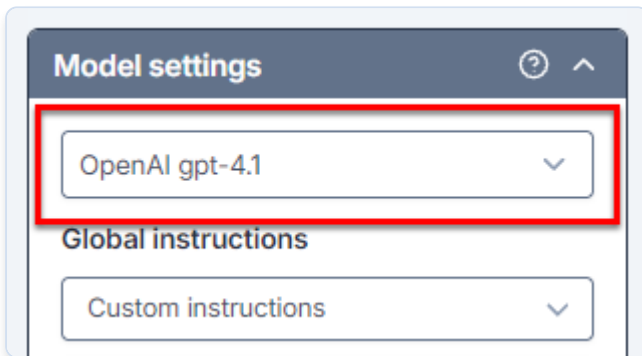 Model settings
OpenAI gpt-4.1
Global instructions
Custom instructions